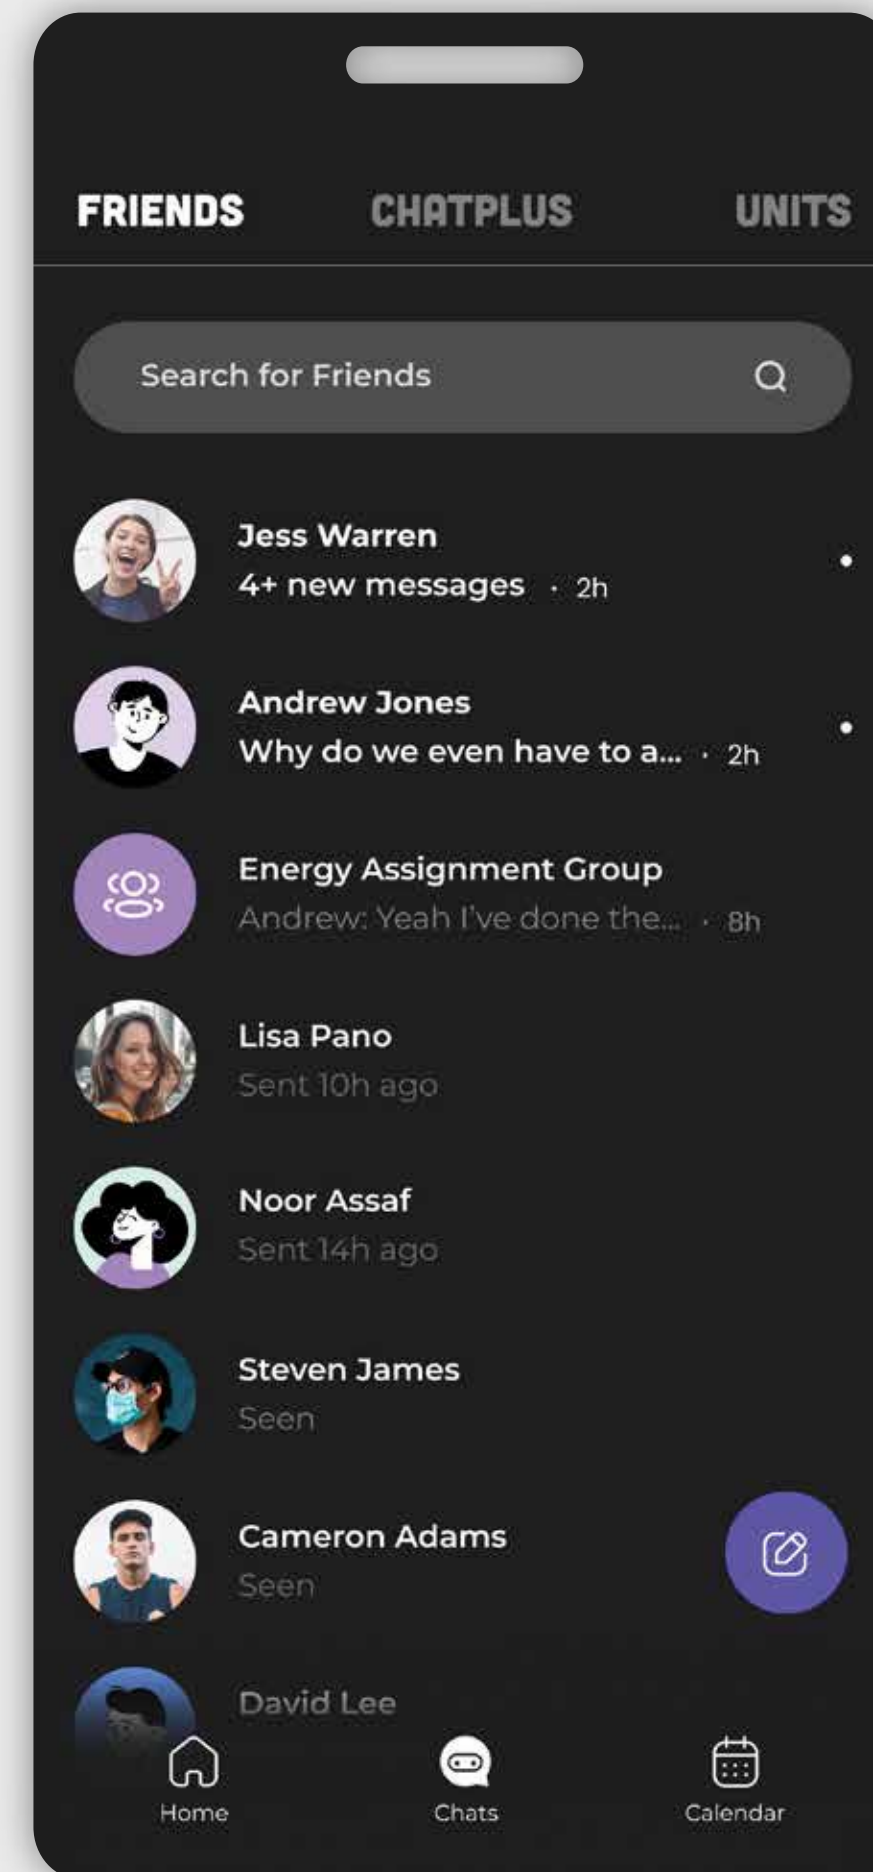 FRIENDS CHATPLUS UNITS
Search for Friends
Jess Warren
4+ new messages · 2h
Andrew Jones
Why do we even have to a... · 2h
Energy Assignment Group
Andrew: Yeah I've done the... · 8h
Lisa Pano
Sent 10h ago
Noor Assaf
Sent 14h ago
Steven James
Seen
Cameron Adams
Seen
David Lee
Home Chats Calendar